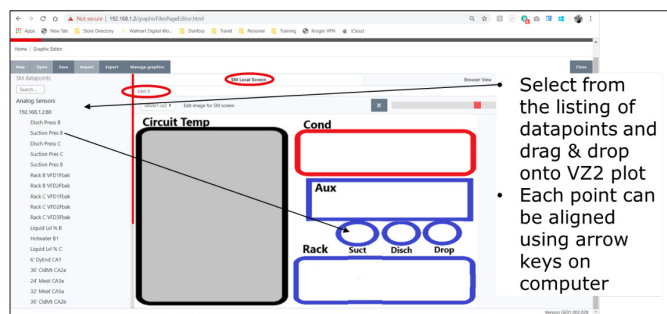 Not secure | 192.168.1.2/graphicFilesPageEditor.html
Apps New Tab Store Directory Walmart Digital Wo... Danfoss Travel Personal Training Kroger VPN iCloud
Home / Graphic Editor
New Open Save Import Export Manage graphics Close
SM datapoints
SM Local Screen
Browser View
Search...
Unit 0
Analog Sensors
Edit image for SM screen
192.168.1.2:80
Disch Press B
Suction Pres B
Disch Press C
Suction Pres C
Suction Pres B
Rack B VFD1Fbak
Rack B VFD2Fbak
Rack C VFD1Fbak
Rack C VFD2Fbak
Rack C VFD3Fbak
Liquid Lvl % B
Hotwater B1
Liquid Lvl % C
6' DyEnd CA1
36' CldMt CA2a
24' Meat CA3a
32' Meat CA5a
36' CldMt CA2b
Circuit Temp
Cond
Aux
Suct Disch Drop
Rack
• Select from
the listing of
datapoints and
drag & drop
onto VZ2 plot
• Each point can
be aligned
using arrow
keys on
computer